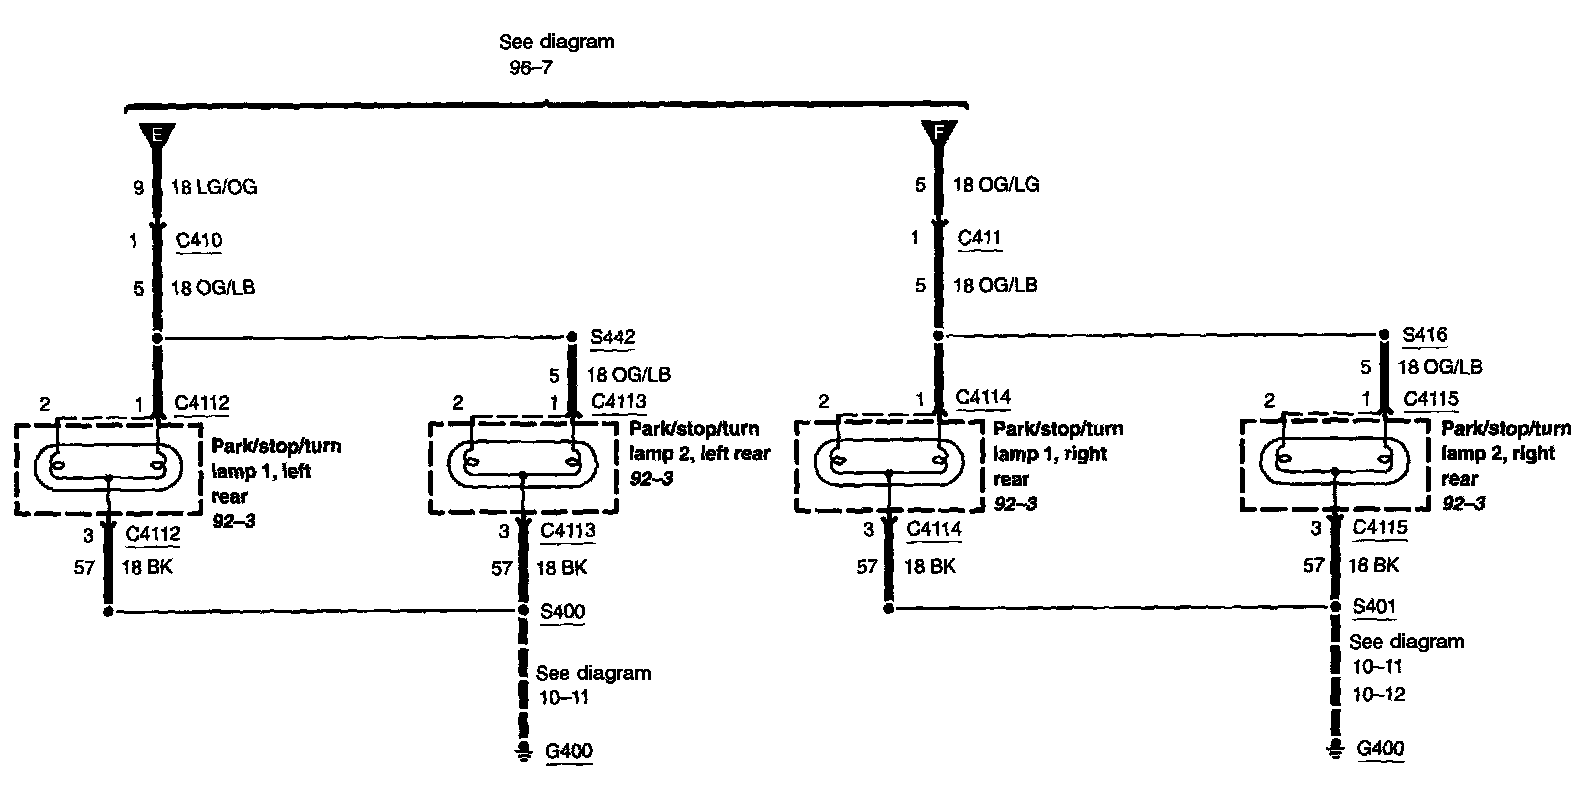 See diagram
96–7
E
F
9 18 LG/OG
5 18 OG/LG
1 C410
1 C411
5 18 OG/LB
5 18 OG/LB
S442
S416
5 18 OG/LB
5 18 OG/LB
2 1 C4112
2 1 C4113
2 1 C4114
2 1 C4115
Park/stop/turn
lamp 1, left
rear
92–3
Park/stop/turn
lamp 2, left rear
92–3
Park/stop/turn
lamp 1, right
rear
92–3
Park/stop/turn
lamp 2, right
rear
92–3
3 C4112
3 C4113
3 C4114
3 C4115
57 18 BK
57 18 BK
57 18 BK
57 18 BK
S400
S401
See diagram
10–11
See diagram
10–11
10–12
G400
G400